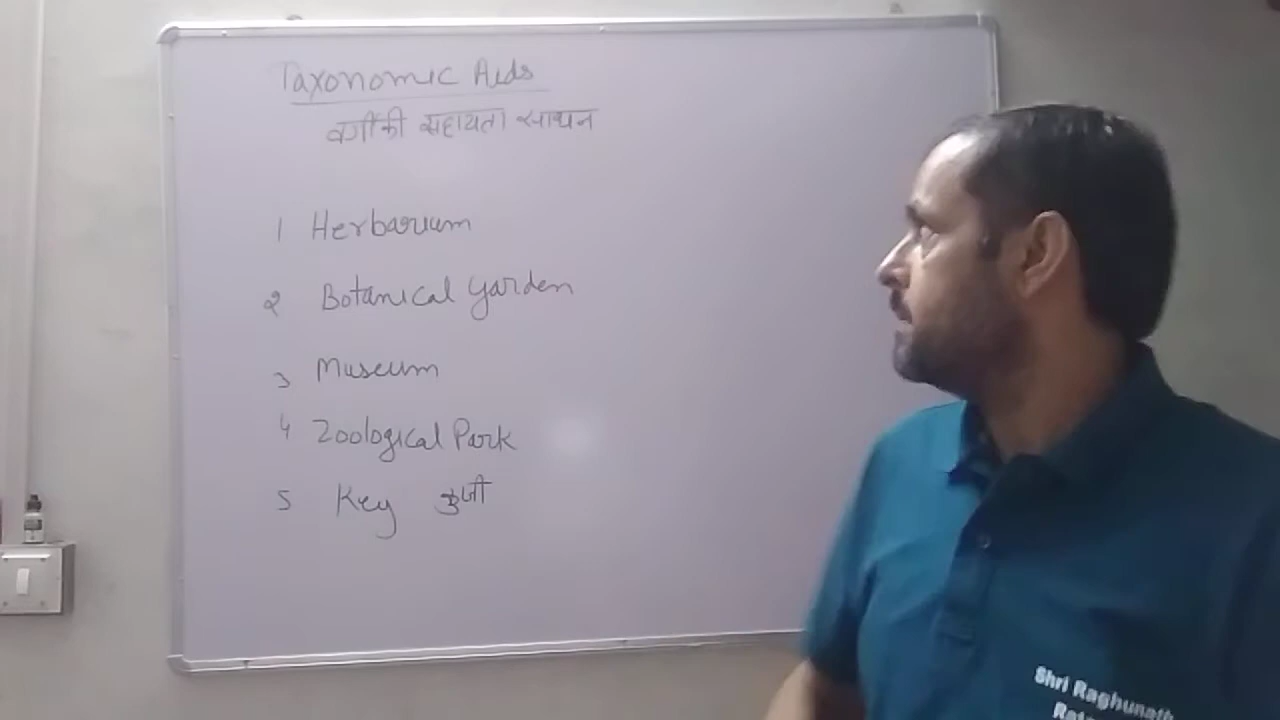 Taxonomic Aids
वर्गीकी सहायता साधन
1 Herbarium
2 Botanical Garden
3 Museum
4 Zoological Park
5 Key कुंजी
Shri Raghunath